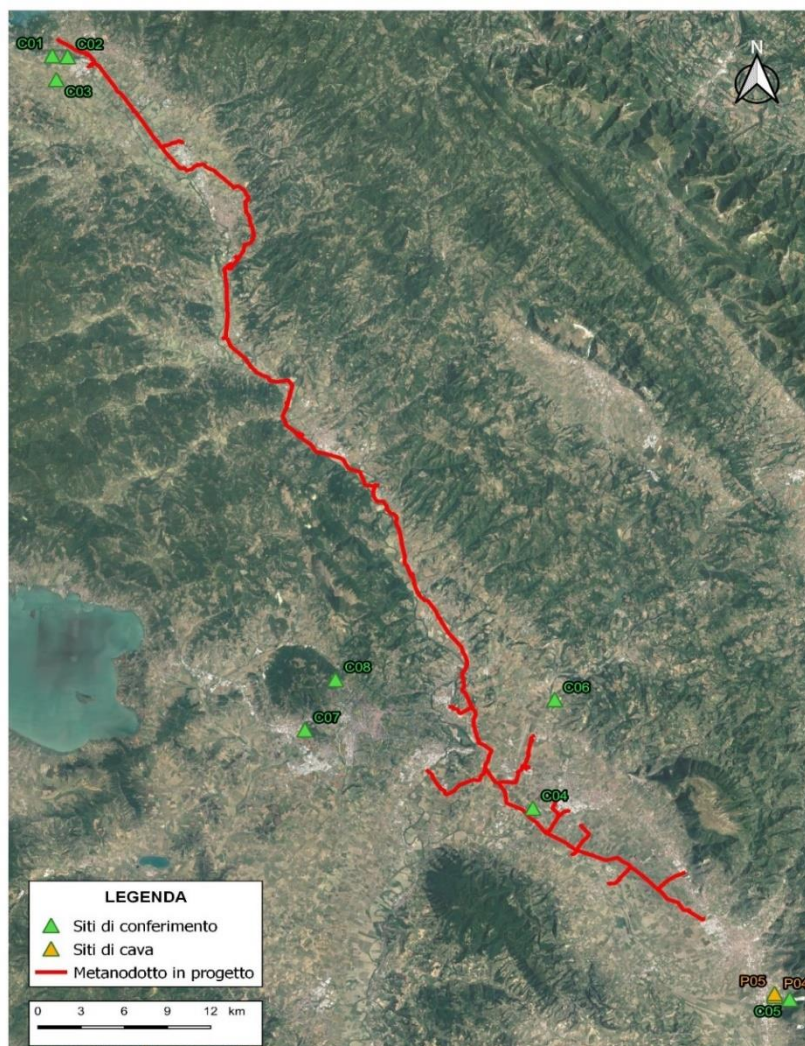 N
C01 C02
C03
C08
C06
C07
C04
P05 P04
C05
LEGENDA
Siti di conferimento
Siti di cava
Metanodotto in progetto
0 3 6 9 12 km